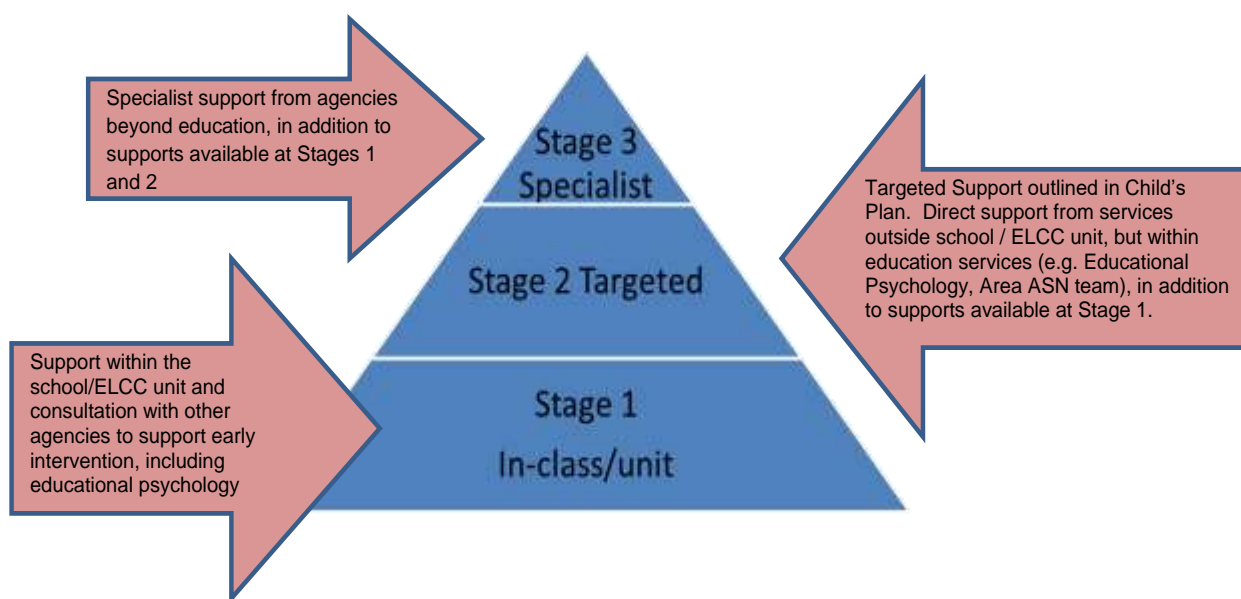 Specialist support from agencies
beyond education, in addition to
supports available at Stages 1
and 2
Stage 3
Specialist
Targeted Support outlined in Child's
Plan.  Direct support from services
outside school / ELCC unit, but within
education services (e.g. Educational
Psychology, Area ASN team), in addition
to supports available at Stage 1.
Stage 2 Targeted
Support within the
school/ELCC unit and
consultation with other
agencies to support early
intervention, including
educational psychology
Stage 1
In-class/unit